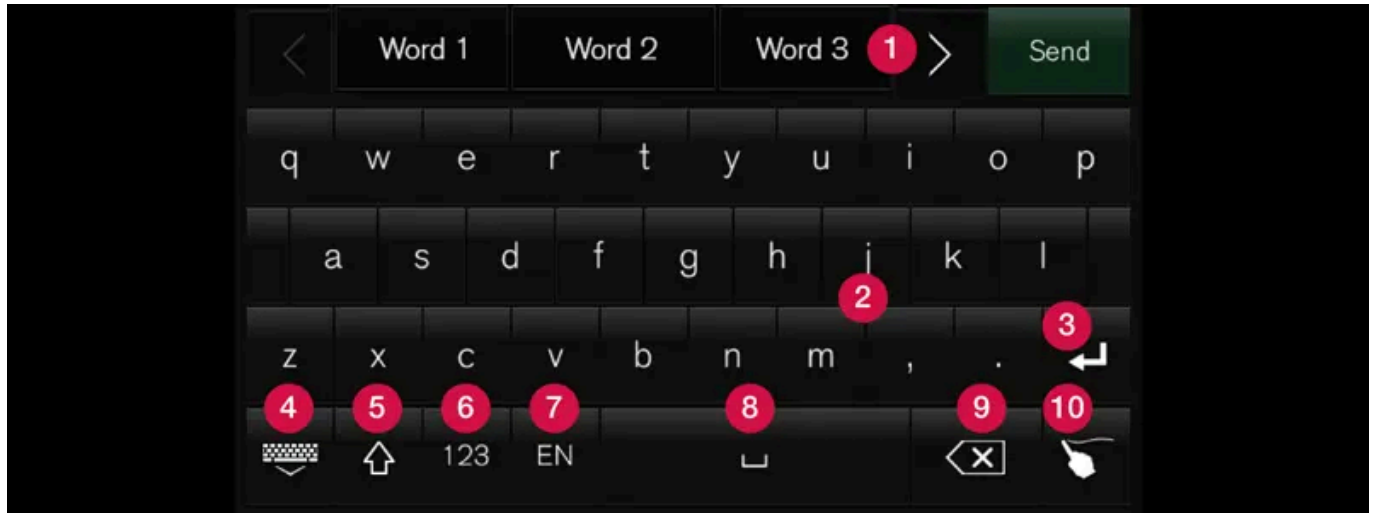 Word 1 Word 2 Word 3 1 Send
q w e r t y u i o p
a s d f g h j k l
2
3
z x c v b n m , .
4 5 6 7 8 9 10
123 EN